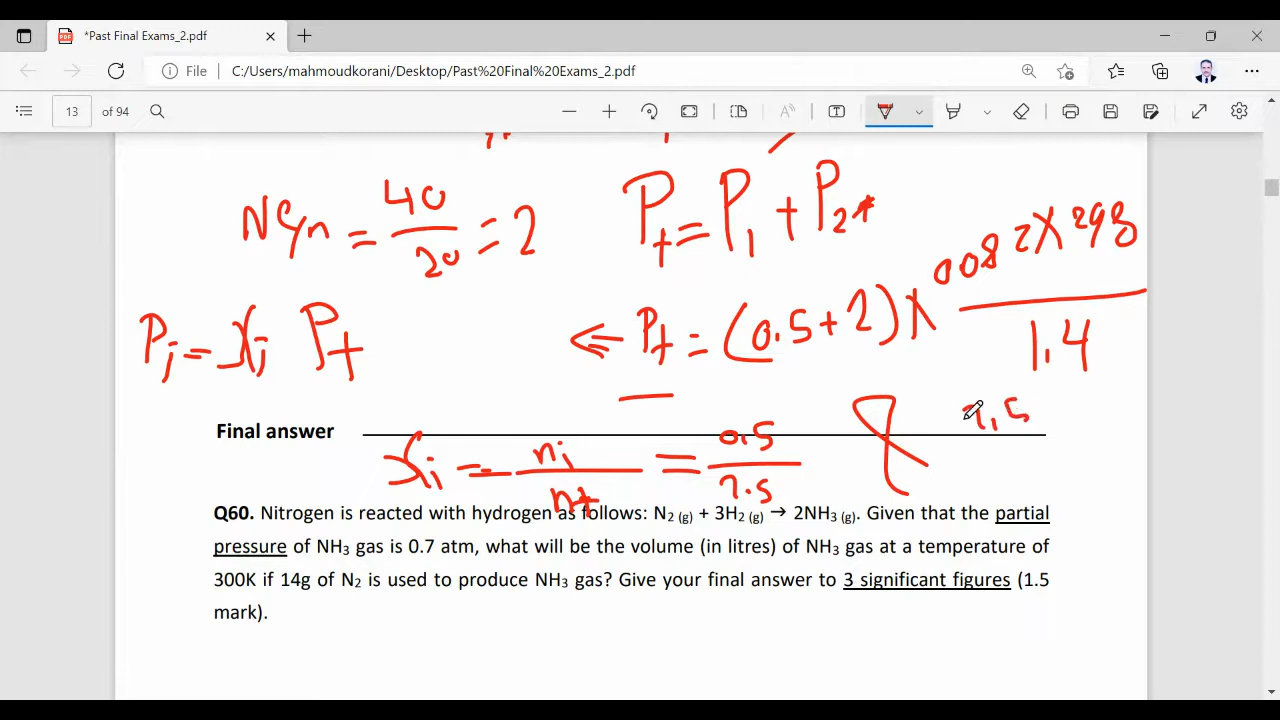 *Past Final Exams_2.pdf
File C:/Users/mahmoudkorani/Desktop/Past%20Final%20Exams_2.pdf
13 of 94
= 40/20 = 2
Pt = P1 + P2
Pi = xi Pt
Pt = (0.5+2) X 0082X298/1.4
Final answer
xi = ni/nt = 0.5/2.5
2.5
Q60. Nitrogen is reacted with hydrogen as follows: N₂ (g) + 3H₂ (g) → 2NH₃ (g). Given that the partial
pressure of NH₃ gas is 0.7 atm, what will be the volume (in litres) of NH₃ gas at a temperature of
300K if 14g of N₂ is used to produce NH₃ gas? Give your final answer to 3 significant figures (1.5
mark).